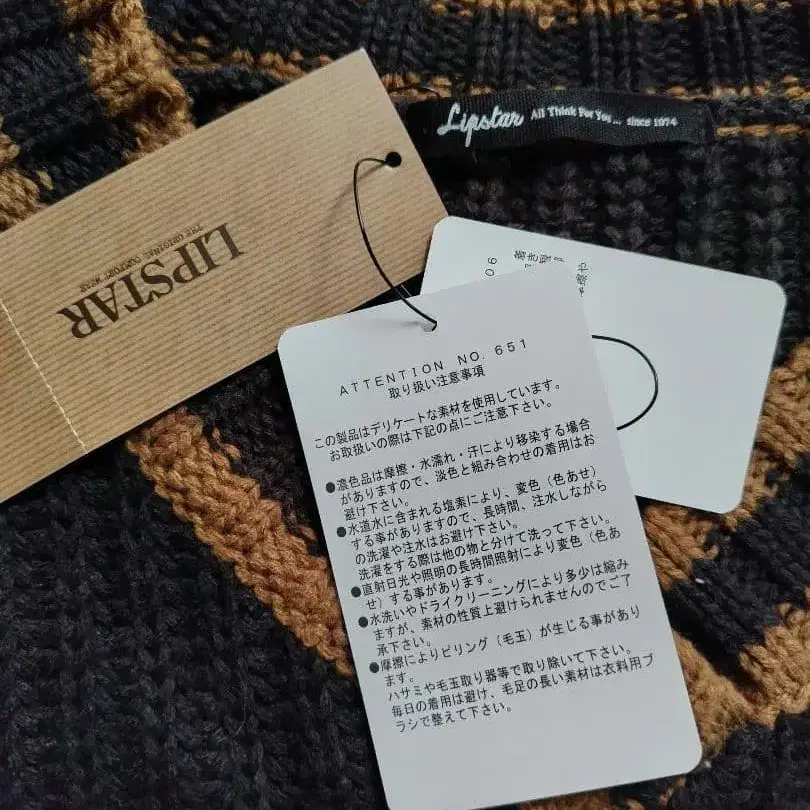 Lipstar All Think For You... since 1974
LIPSTAR
THE ORIGINAL COMFORT WEAR
06
ATTENTION NO. 651
取り扱い注意事項
この製品はデリケートな素材を使用しています。
お取扱いの際は下記の点にご注意下さい。
●濃色品は摩擦・水濡れ・汗により移染する場合
がありますので、淡色と組み合わせの着用はお
避け下さい。
●水道水に含まれる塩素により、変色（色あせ）
する事がありますので、長時間、注水しながら
の洗濯や注水はお避け下さい。
洗濯をする際は他の物と分けて洗って下さい。
●直射日光や照明の長時間照射により変色（色あ
せ）する事があります。
●水洗いやドライクリーニングにより多少は縮み
ますが、素材の性質上避けられませんのでご了
承下さい。
●摩擦によりピリング（毛玉）が生じる事があり
ます。
ハサミや毛玉取り器等で取り除いて下さい。
毎日の着用は避け、毛足の長い素材は衣料用ブ
ラシで整えて下さい。